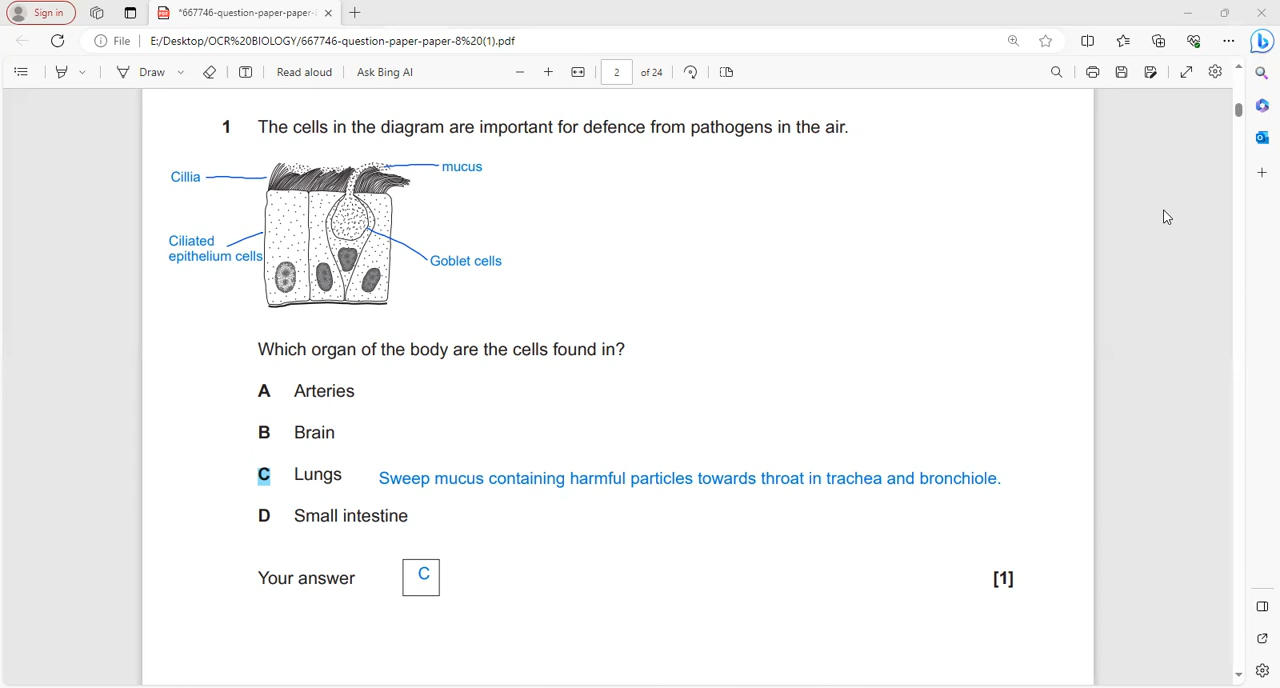 Sign in
*667746-question-paper-paper-8
File
E:/Desktop/OCR%20BIOLOGY/667746-question-paper-paper-8%20(1).pdf
Draw
Read aloud
Ask Bing AI
2 of 24
1 The cells in the diagram are important for defence from pathogens in the air.
mucus
Cillia
Ciliated
epithelium cells
Goblet cells
Which organ of the body are the cells found in?
A Arteries
B Brain
C Lungs Sweep mucus containing harmful particles towards throat in trachea and bronchiole.
D Small intestine
Your answer C [1]